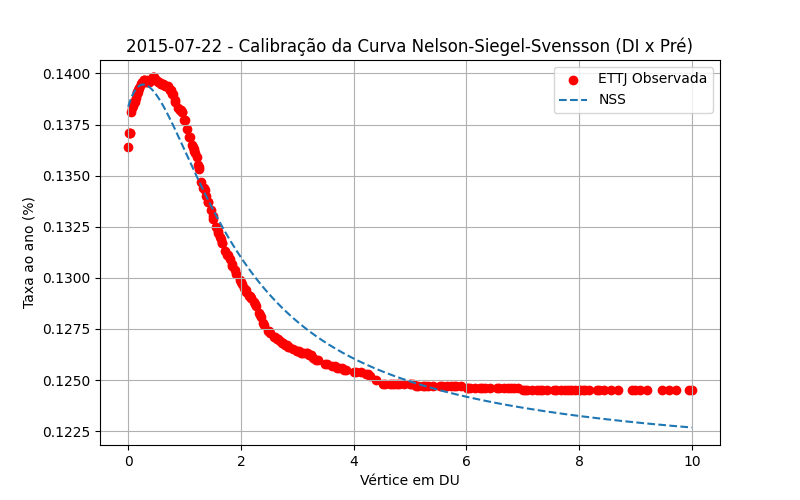 2015-07-22 - Calibração da Curva Nelson-Siegel-Svensson (DI x Pré)
ETTJ Observada
NSS
Taxa ao ano (%)
0.1400
0.1375
0.1350
0.1325
0.1300
0.1275
0.1250
0.1225
0 2 4 6 8 10
Vértice em DU